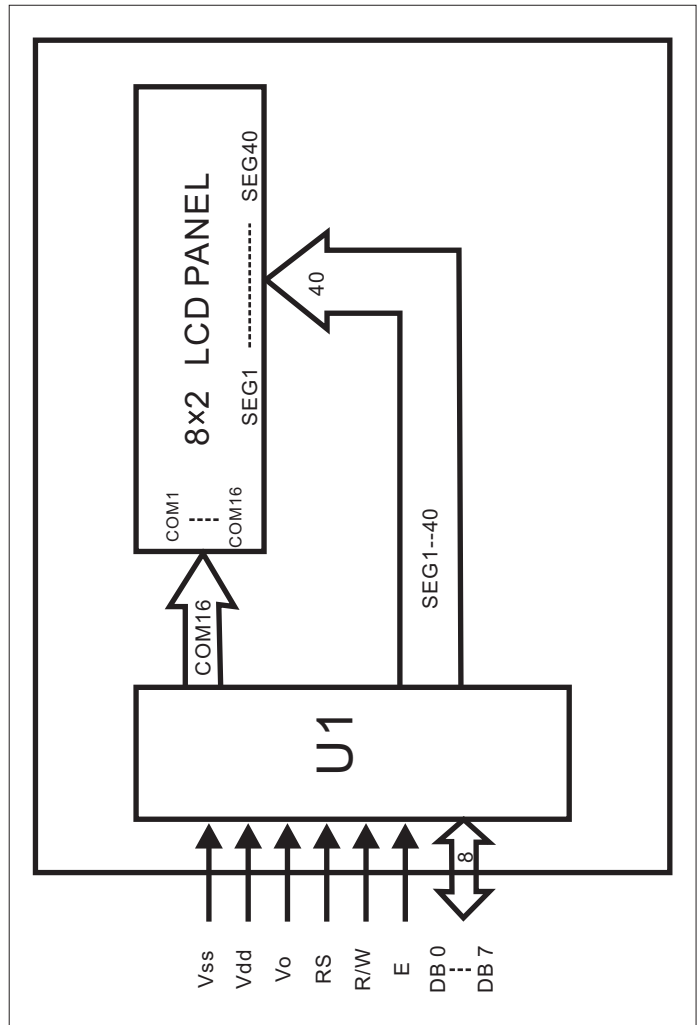 8×2 LCD PANEL
COM1
COM16
SEG1
SEG40
COM16
40
SEG1--40
U1
Vss
Vdd
Vo
RS
R/W
E
DB 0
DB 7
8